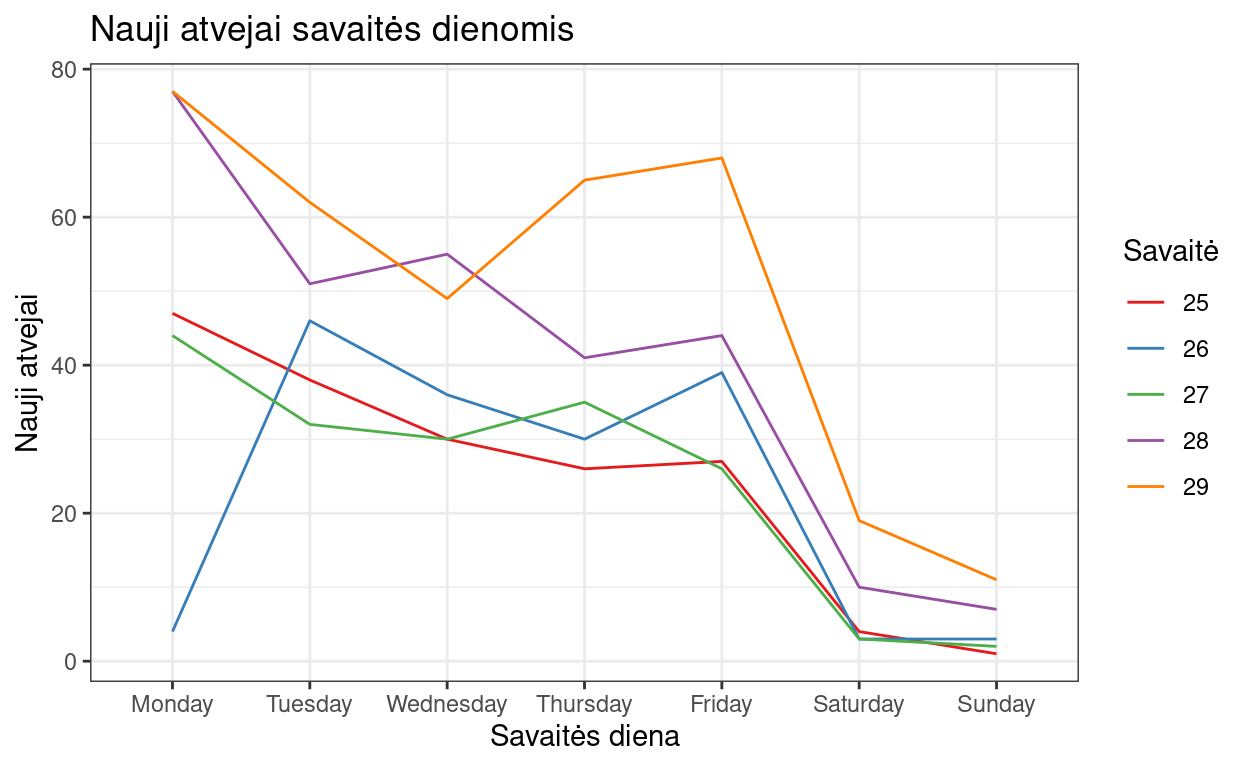 Nauji atvejai savaitės dienomis
Nauji atvejai
80
60
40
20
0
Monday Tuesday Wednesday Thursday Friday Saturday Sunday
Savaitės diena
Savaitė
25
26
27
28
29